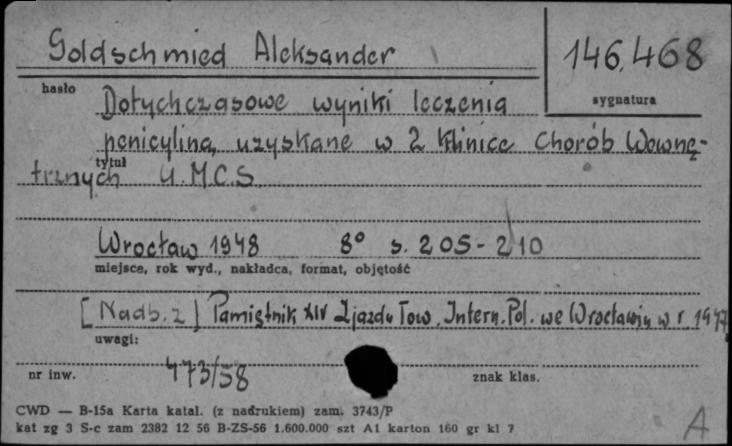 Goldschmied Aleksander
146.468
hasło
sygnatura
Dotychczasowe wyniki leczenia
penicyliną, uzyskane w 2 Klinice Chorób Wewnę-
tytuł
trznych U.M.C.S
Wrocław 1948 8° s. 205-210
miejsce, rok wyd., nakładca, format, objętość
[Nadb. z] Pamiętnik XIV Zjazdu Tow. Intern. Pol. we Wrocławiu w r. 1947
uwagi:
473/58
nr inw.
znak klas.
CWD — B-15a Karta katal. (z nadrukiem) zam. 3743/P
kat zg 3 S-c zam 2382 12 56 B-ZS-56 1.600.000 szt A1 karton 160 gr kl 7
A